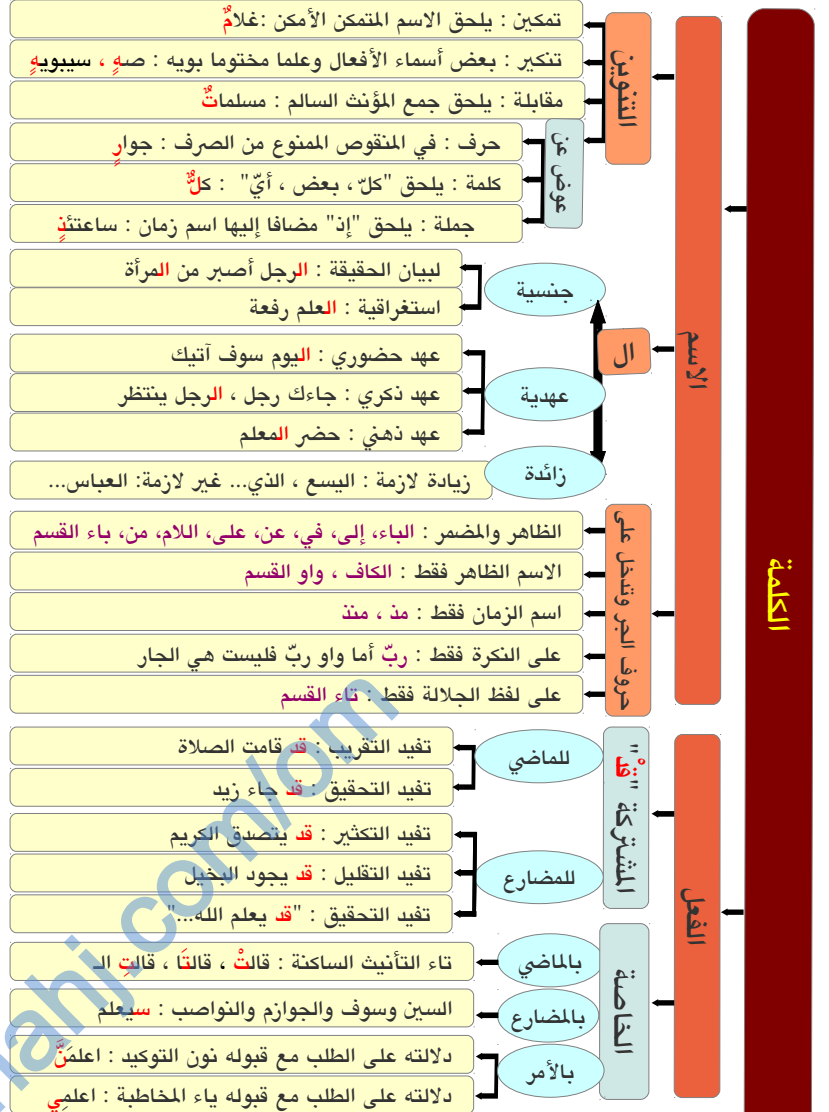 الكلمة
الاسم
التنوين
تمكين : يلحق الاسم المتمكن الأمكن :غلامٌ
تنكير : بعض أسماء الأفعال وعلما مختوما بويه : صهٍ ، سيبويهٍ
مقابلة : يلحق جمع المؤنث السالم : مسلماتٌ
عوض عن
حرف : في المنقوص الممنوع من الصرف : جوارٍ
كلمة : يلحق "كلّ ، بعض ، أيّ" : كلٌّ
جملة : يلحق "إذ" مضافا إليها اسم زمان : ساعتئذٍ
ال
جنسية
لبيان الحقيقة : الرجل أصبر من المرأة
استغراقية : العلم رفعة
عهدية
عهد حضوري : اليوم سوف آتيك
عهد ذكري : جاءك رجل ، الرجل ينتظر
عهد ذهني : حضر المعلم
زائدة
زيادة لازمة : اليسع ، الذي... غير لازمة: العباس...
حروف الجر وتدخل على
الظاهر والمضمر : الباء، إلى، في، عن، على، اللام، من، باء القسم
الاسم الظاهر فقط : الكاف ، واو القسم
اسم الزمان فقط : مذ ، منذ
على النكرة فقط : ربّ أما واو ربّ فليست هي الجار
على لفظ الجلالة فقط : تاء القسم
الفعل
المشتركة "قدْ"
للماضي
تفيد التقريب : قد قامت الصلاة
تفيد التحقيق : قد جاء زيد
للمضارع
تفيد التكثير : قد يتصدق الكريم
تفيد التقليل : قد يجود البخيل
تفيد التحقيق : "قد يعلم الله..."
الخاصة
بالماضي
تاء التأنيث الساكنة : قالتْ ، قالتَا ، قالتِ الـ
بالمضارع
السين وسوف والجوازم والنواصب : سيعلم
بالأمر
دلالته على الطلب مع قبوله نون التوكيد : اعلمَنَّ
دلالته على الطلب مع قبوله ياء المخاطبة : اعلمِي
ahj.com/om